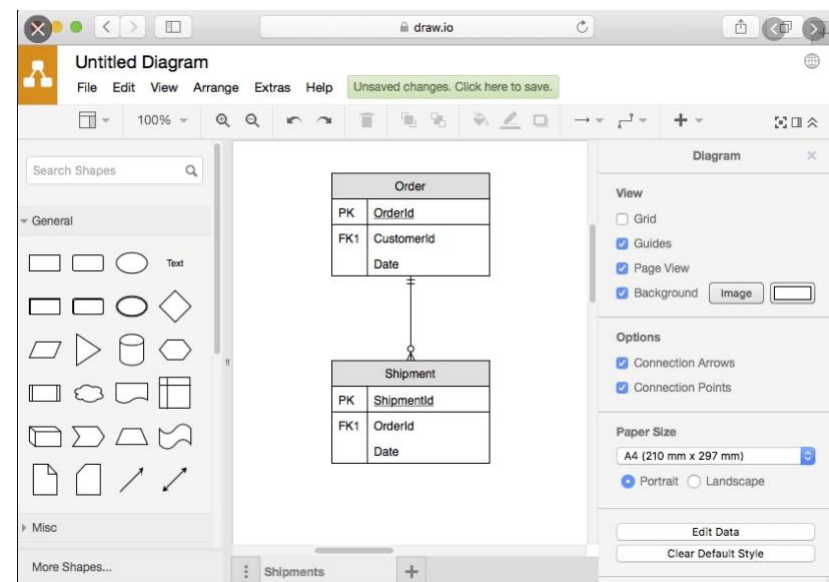 draw.io
Untitled Diagram
File Edit View Arrange Extras Help Unsaved changes. Click here to save.
100%
Search Shapes
General
Text
Misc
More Shapes...
Order
PK OrderId
FK1 CustomerId
Date
Shipment
PK ShipmentId
FK1 OrderId
Date
Shipments
Diagram
View
Grid
Guides
Page View
Background Image
Options
Connection Arrows
Connection Points
Paper Size
A4 (210 mm x 297 mm)
Portrait Landscape
Edit Data
Clear Default Style